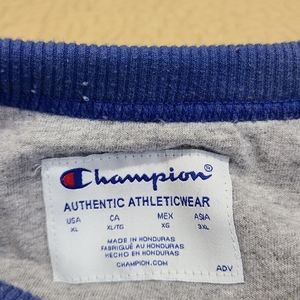 Champion®
AUTHENTIC ATHLETICWEAR
USA CA MEX ASIA
XL XL/TG XG 3XL
MADE IN HONDURAS
FABRIQUÉ AU HONDURAS
HECHO EN HONDURAS
CHAMPION.COM
ADV